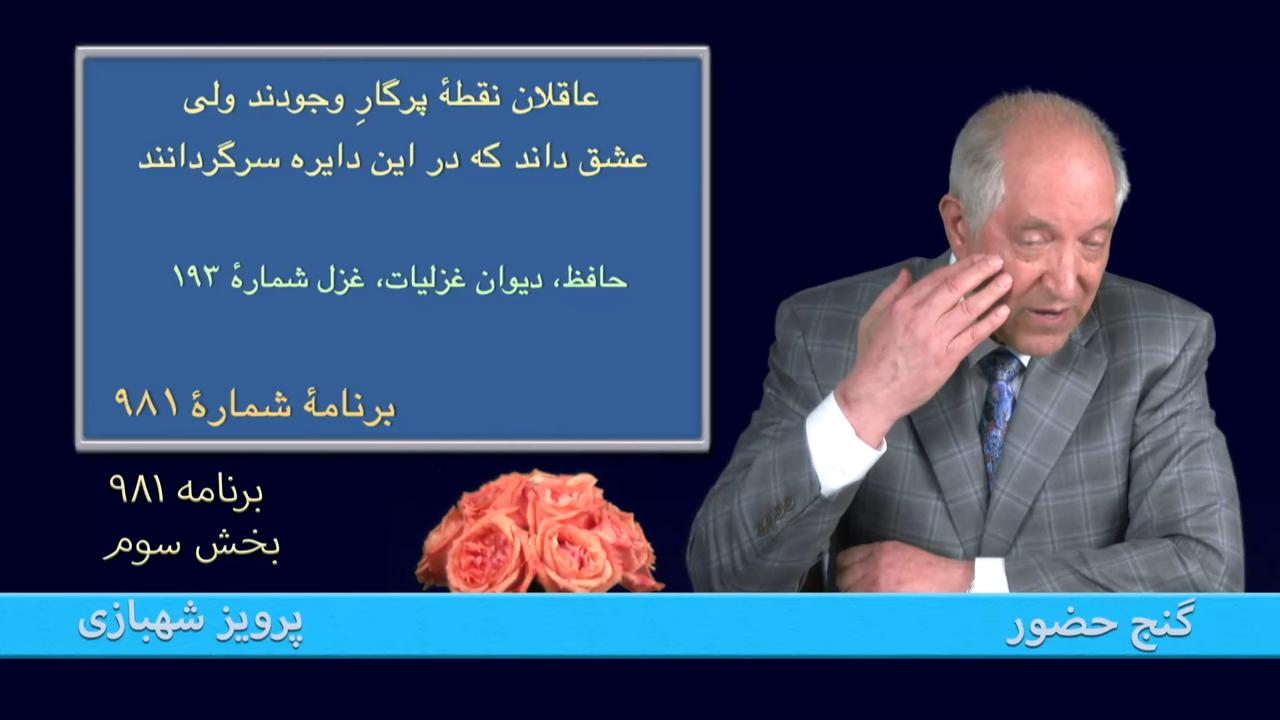 عاقلان نقطهٔ پرگارِ وجودند ولی
عشق داند که در این دایره سرگردانند
حافظ، دیوان غزلیات، غزل شمارهٔ ۱۹۳
برنامهٔ شمارهٔ ۹۸۱
برنامه ۹۸۱
بخش سوم
گنج حضور
پرویز شهبازی